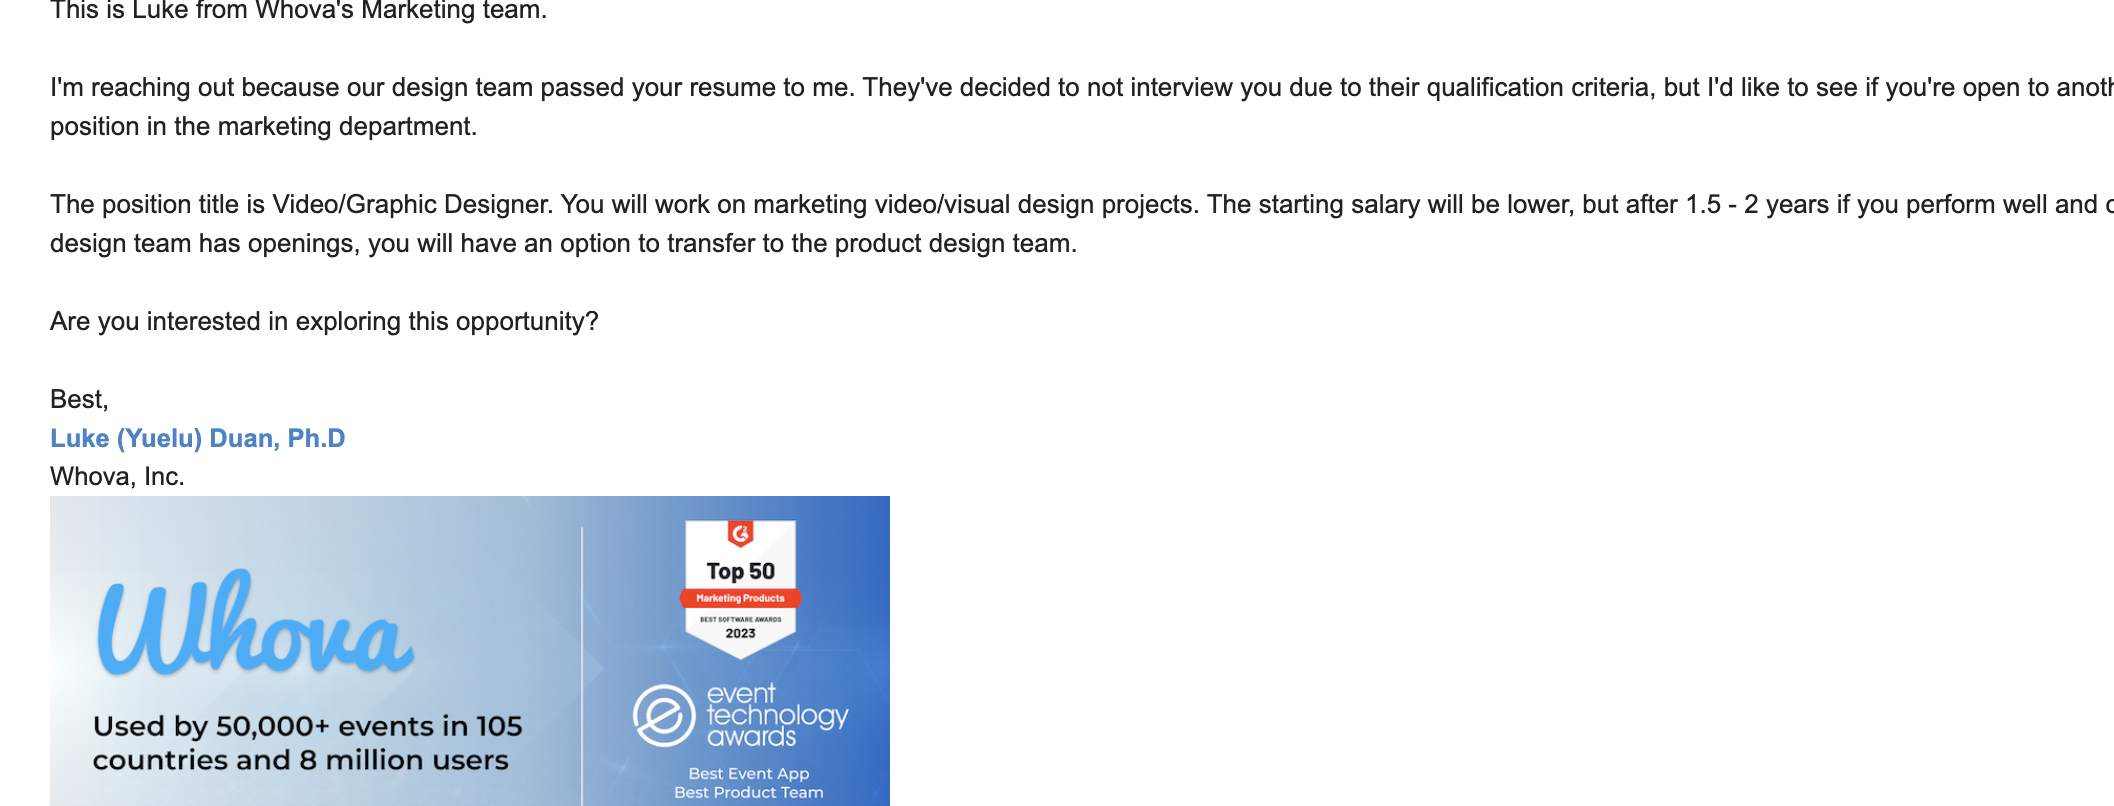 This is Luke from Whova's Marketing team.
I'm reaching out because our design team passed your resume to me. They've decided to not interview you due to their qualification criteria, but I'd like to see if you're open to
position in the marketing department.
The position title is Video/Graphic Designer. You will work on marketing video/visual design projects. The starting salary will be lower, but after 1.5 - 2 years if you perform well and
design team has openings, you will have an option to transfer to the product design team.
Are you interested in exploring this opportunity?
Best,
Luke (Yuelu) Duan, Ph.D
Whova, Inc.
Whova
Used by 50,000+ events in 105
countries and 8 million users
G2
Top 50
Marketing Products
BEST SOFTWARE AWARDS
2023
e
event
technology
awards
Best Event App
Best Product Team